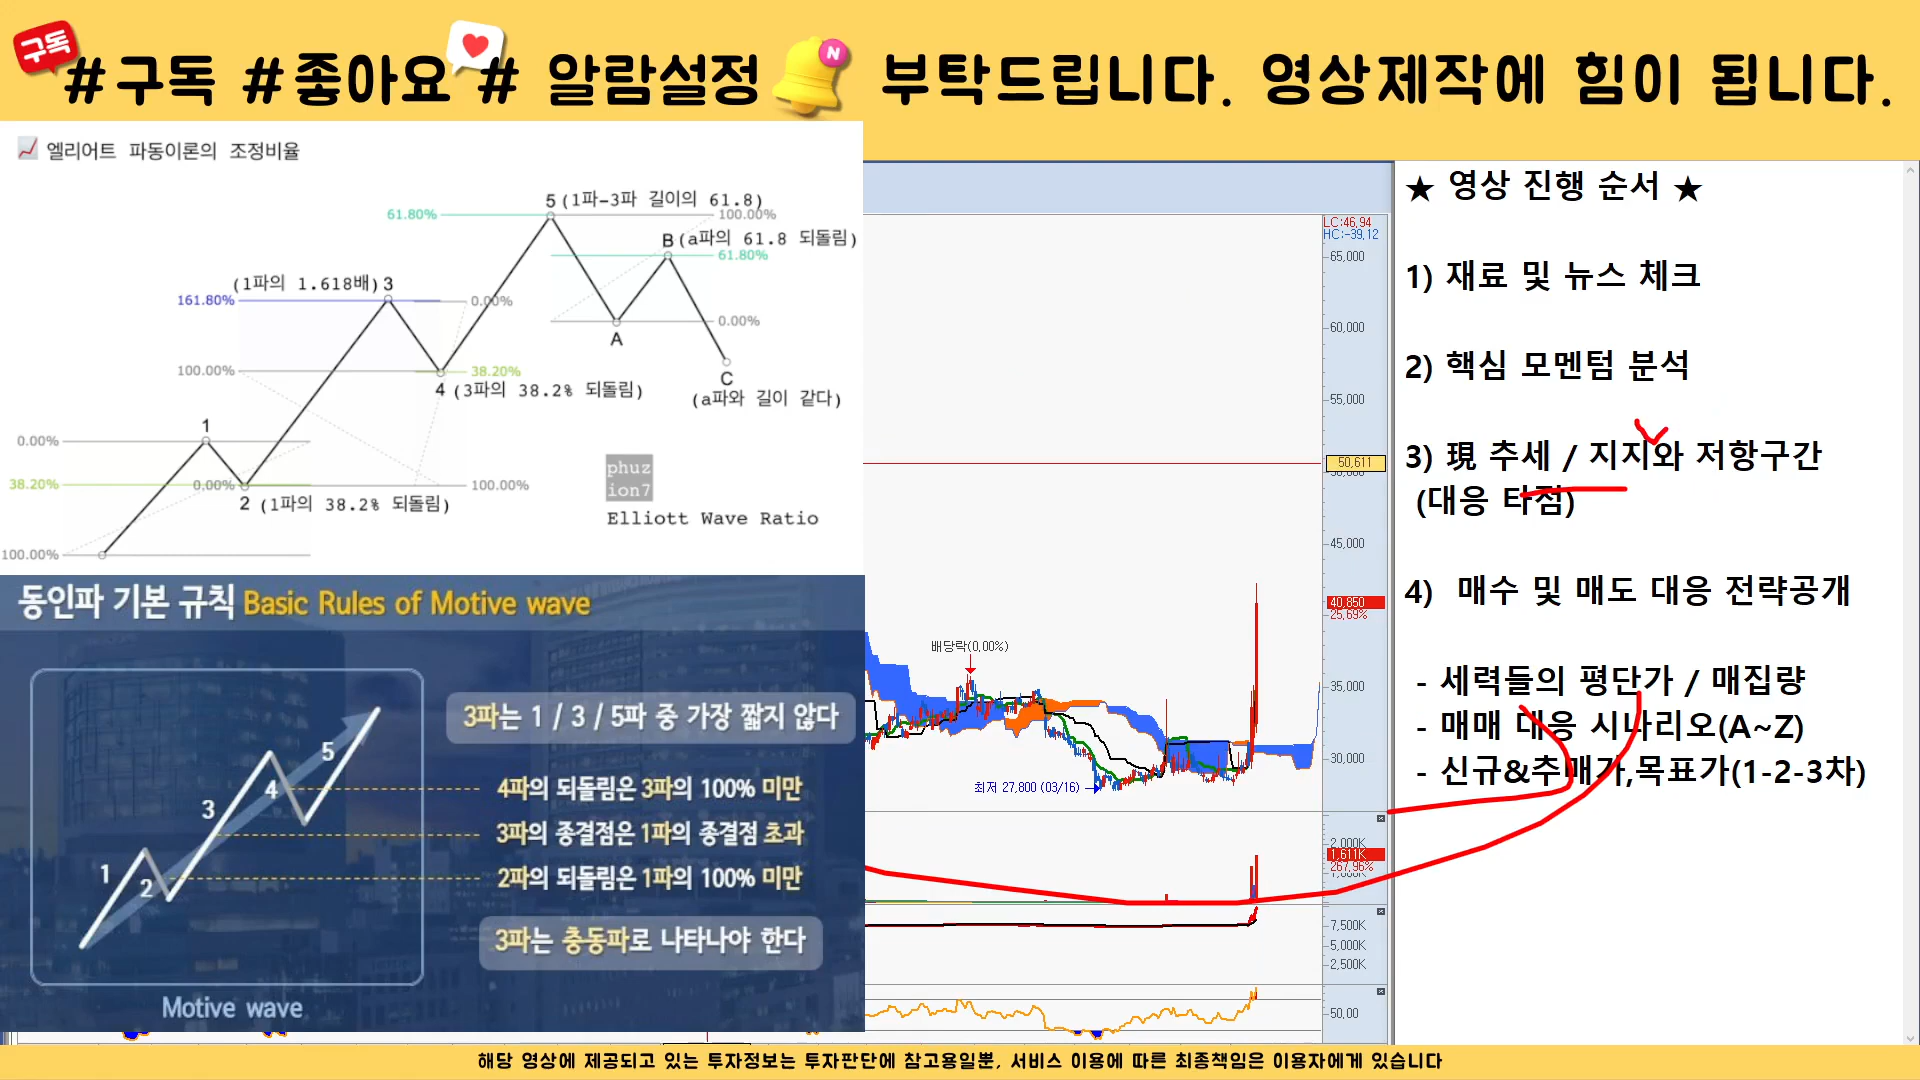 구독
#구독 #좋아요 # 알람설정 N 부탁드립니다. 영상제작에 힘이 됩니다.
엘리어트 파동이론의 조정비율
5 (1파-3파 길이의 61.8)
61.80%
100.00%
B (a파의 61.8 되돌림)
61.80%
(1파의 1.618배) 3
161.80%
0.00%
0.00%
A
100.00%
38.20%
C
4 (3파의 38.2% 되돌림)
(a파와 길이 같다)
1
0.00%
38.20%
0.00%
100.00%
2 (1파의 38.2% 되돌림)
100.00%
phuz
ion7
Elliott Wave Ratio
동인파 기본 규칙 Basic Rules of Motive wave
3파는 1 / 3 / 5파 중 가장 짧지 않다
4파의 되돌림은 3파의 100% 미만
3파의 종결점은 1파의 종결점 초과
2파의 되돌림은 1파의 100% 미만
3파는 충동파로 나타나야 한다
1
2
3
4
5
Motive wave
LC:46,94
HC:-39,12
65,000
60,000
55,000
50,611
45,000
40,850
25,69%
35,000
30,000
배당락(0,00%)
최저 27,800 (03/16)
2,000K
1,611K
267,96%
7,500K
5,000K
2,500K
50,00
★ 영상 진행 순서 ★
1) 재료 및 뉴스 체크
2) 핵심 모멘텀 분석
3) 現 추세 / 지지와 저항구간
(대응 타점)
4) 매수 및 매도 대응 전략공개
- 세력들의 평단가 / 매집량
- 매매 대응 시나리오(A~Z)
- 신규&추매가,목표가(1-2-3차)
해당 영상에 제공되고 있는 투자정보는 투자판단에 참고용일뿐, 서비스 이용에 따른 최종책임은 이용자에게 있습니다